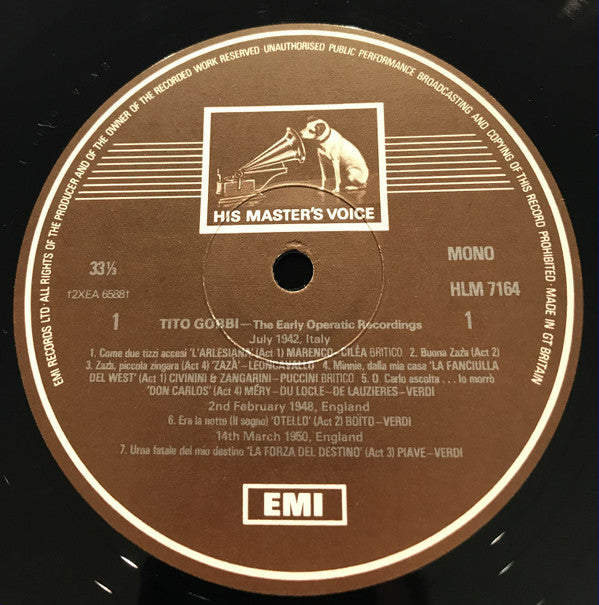 EMI RECORDS LTD · ALL RIGHTS OF THE PRODUCER AND OF THE OWNER OF THE RECORDED WORK RESERVED · UNAUTHORISED PUBLIC PERFORMANCE BROADCASTING AND COPYING OF THIS RECORD PROHIBITED · MADE IN GT BRITAIN
HIS MASTER'S VOICE
33⅓ MONO
12XEA 6588 1 HLM 7164
1 TITO GOBBI—The Early Operatic Recordings 1
July 1942, Italy
1. Come due tizzi accesi 'L'ARLESIANA' (Act 1) MARENCO–CILÈA BRITICO 2. Buona Zaza (Act 2)
3. Zazà, piccola zingara (Act 4) 'ZAZÀ'–LEONCAVALLO 4. Minnie, dalla mia casa 'LA FANCIULLA
DEL WEST' (Act 1) CIVININI & ZANGARINI–PUCCINI BRITICO 5. O Carlo escolta... Io morrò
'DON CARLOS' (Act 4) MÉRY–DU LOCLE–DE LAUZIERES–VERDI
2nd February 1948, England
6. Era la notte (Il sogno) 'OTELLO' (Act 2) BOITO–VERDI
14th March 1950, England
7. Urna fatale del mio destino 'LA FORZA DEL DESTINO' (Act 3) PIAVE–VERDI
EMI